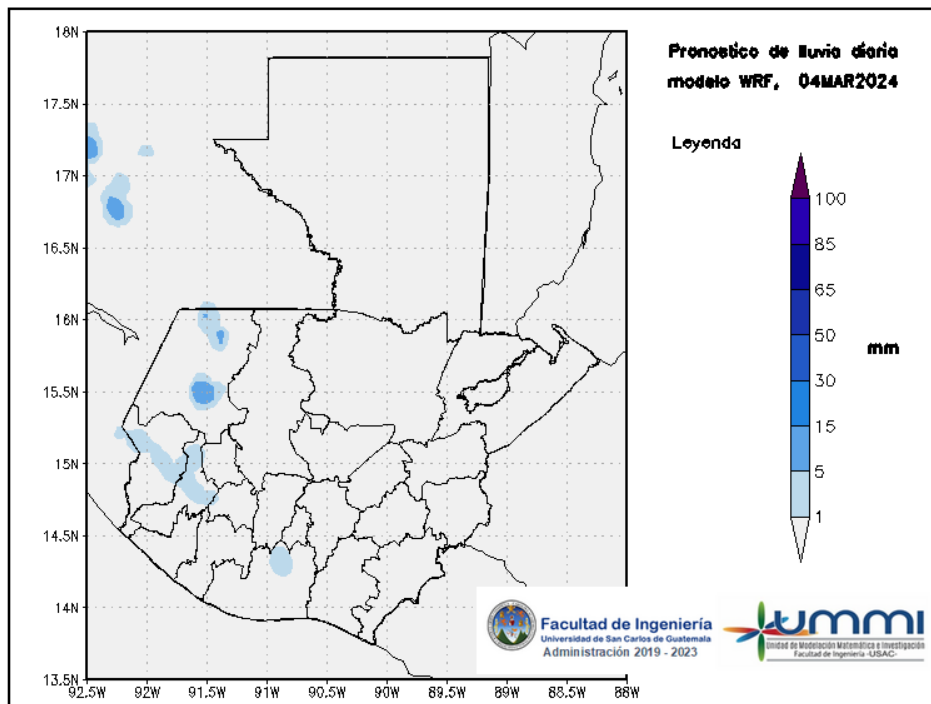 Pronostico de lluvia diaria
modelo WRF, 04MAR2024
Leyenda
100
85
65
50
30
15
5
1
mm
18N
17.5N
17N
16.5N
16N
15.5N
15N
14.5N
14N
13.5N
92.5W 92W 91.5W 91W 90.5W 90W 89.5W 89W 88.5W 88W
Facultad de Ingeniería
Universidad de San Carlos de Guatemala
Administración 2019 - 2023
UMMI
Unidad de Modelación Matemática e Investigación
Facultad de Ingeniería -USAC-